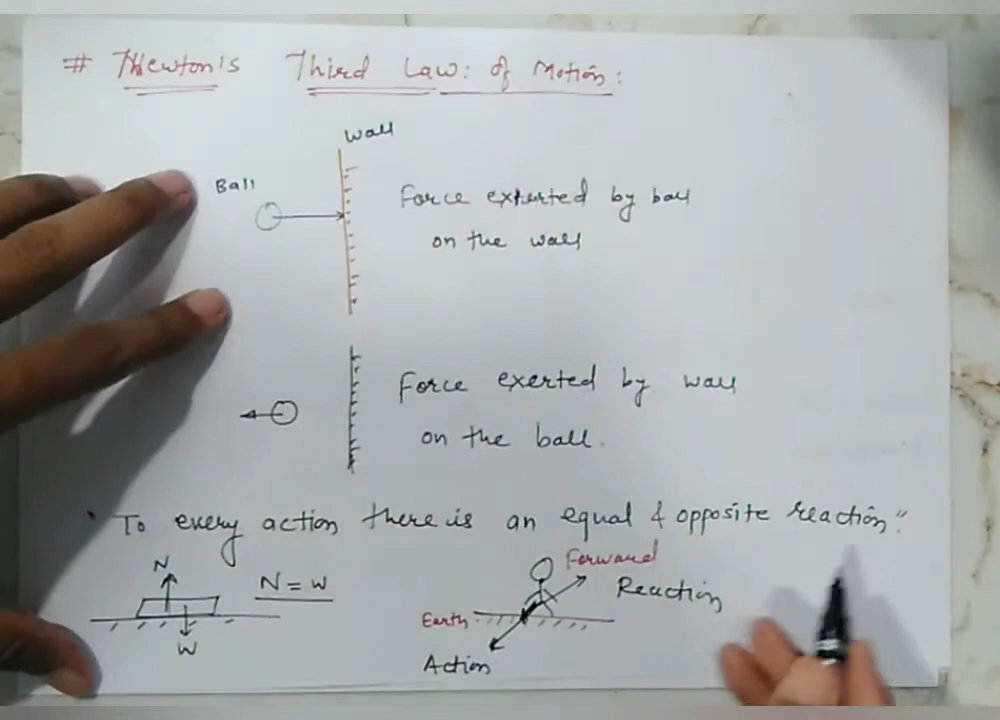 # Newton's Third Law: of Motion:
Wall
Ball
Force exerted by ball
on the wall
Force exerted by wall
on the ball.
"To every action there is an equal & opposite reaction."
N
N = W
W
Forward
Reaction
Earth
Action